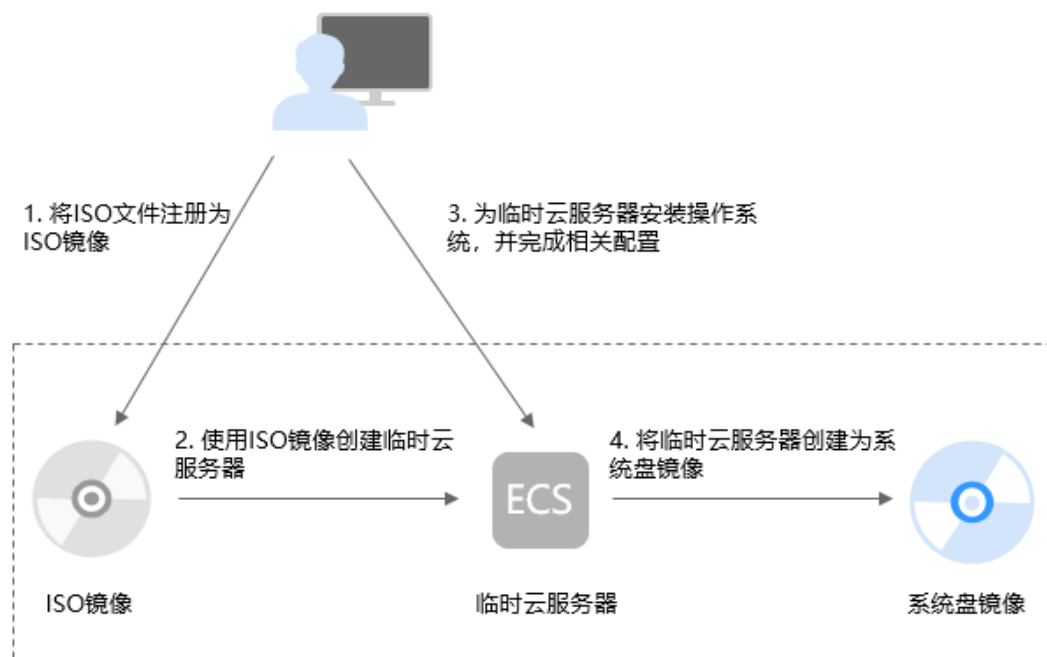 1. 将ISO文件注册为
ISO镜像
3. 为临时云服务器安装操作系
统，并完成相关配置
2. 使用ISO镜像创建临时云
服务器
4. 将临时云服务器创建为系
统盘镜像
ECS
ISO镜像
临时云服务器
系统盘镜像